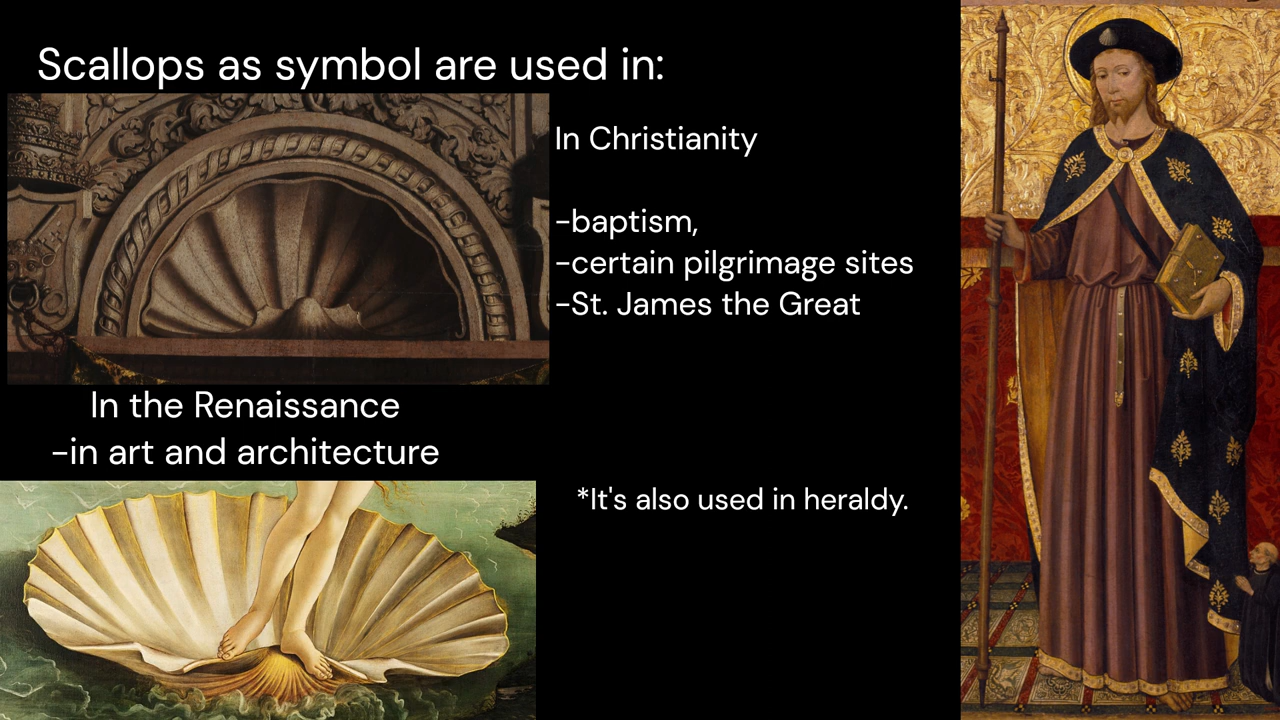 Scallops as symbol are used in:
In Christianity
-baptism,
-certain pilgrimage sites
-St. James the Great
In the Renaissance
-in art and architecture
*It's also used in heraldy.